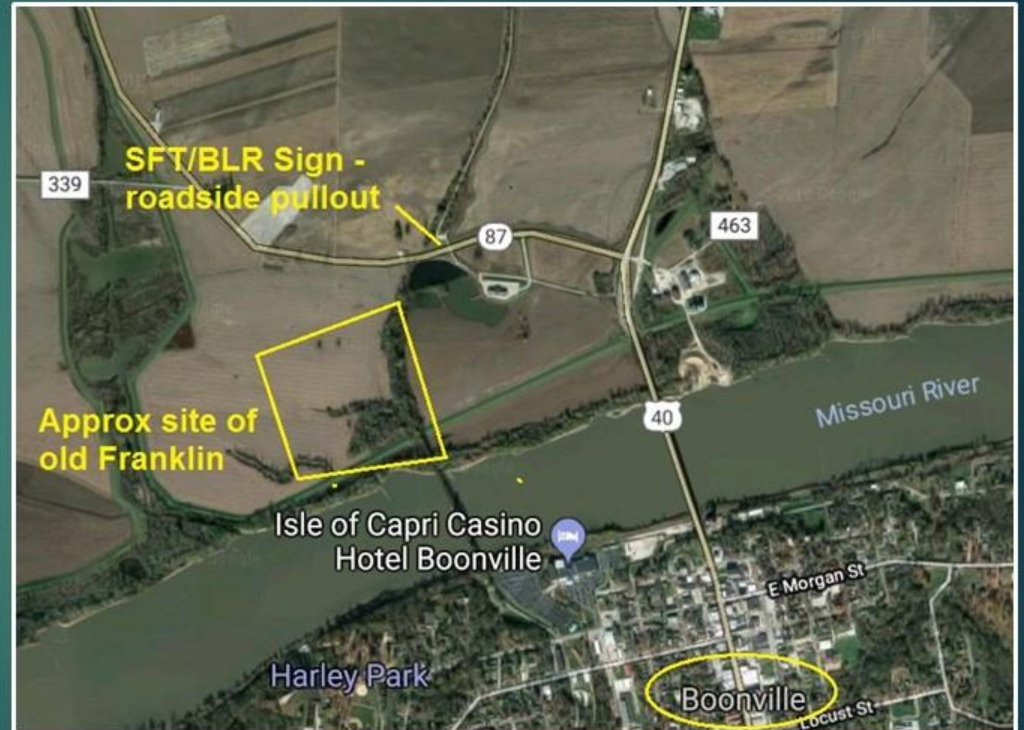 SFT/BLR Sign -
roadside pullout
339
87
463
Approx site of
old Franklin
40
Missouri River
Isle of Capri Casino
Hotel Boonville
E Morgan St
Harley Park
Boonville
Locust St